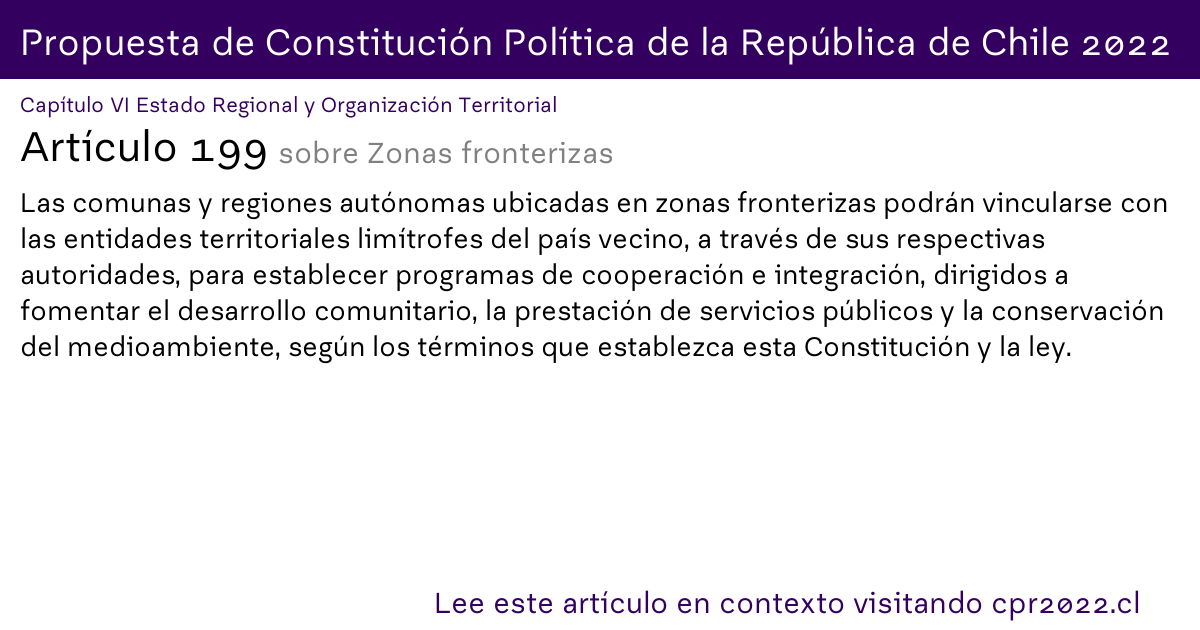 Propuesta de Constitución Política de la República de Chile 2022
Capítulo VI Estado Regional y Organización Territorial
Artículo 199 sobre Zonas fronterizas
Las comunas y regiones autónomas ubicadas en zonas fronterizas podrán vincularse con
las entidades territoriales limítrofes del país vecino, a través de sus respectivas
autoridades, para establecer programas de cooperación e integración, dirigidos a
fomentar el desarrollo comunitario, la prestación de servicios públicos y la conservación
del medioambiente, según los términos que establezca esta Constitución y la ley.
Lee este artículo en contexto visitando cpr2022.cl